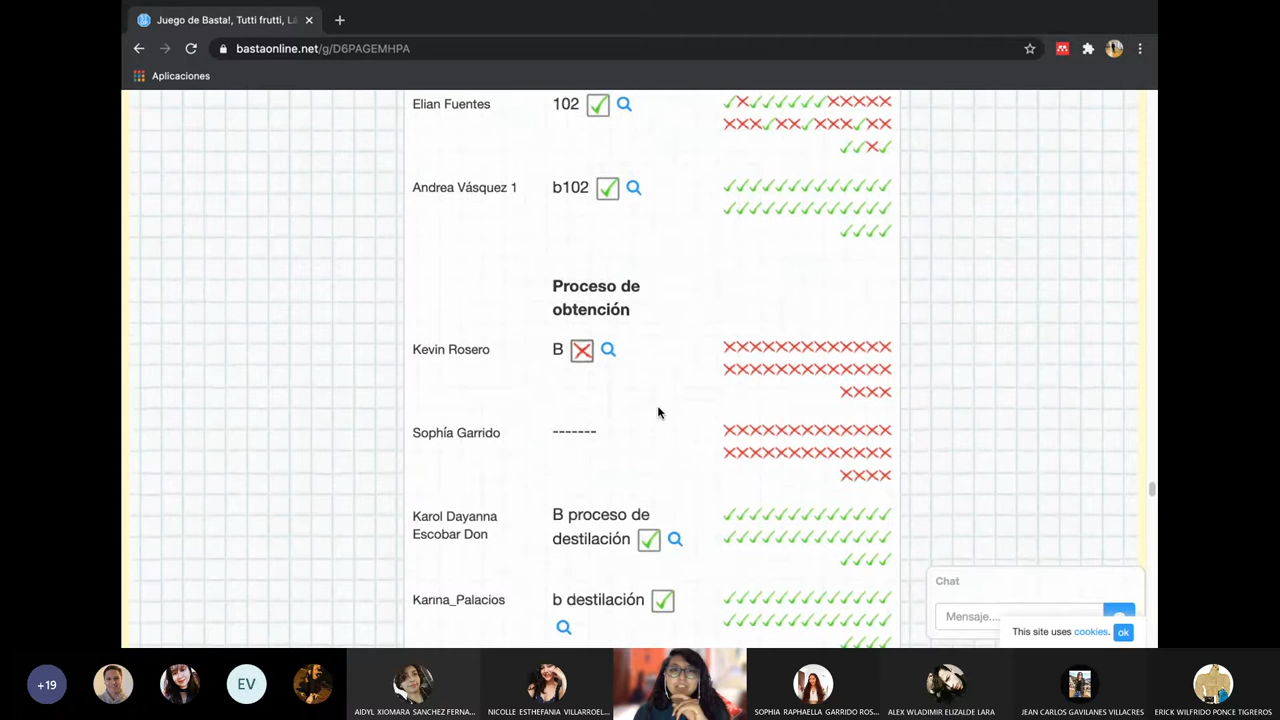 Juego de Basta!, Tutti frutti, Lá
bastaonline.net/g/D6PAGEMHPA
Aplicaciones
Elian Fuentes 102
Andrea Vásquez 1 b102
Proceso de
obtención
Kevin Rosero B
Sophía Garrido -------
Karol Dayanna
Escobar Don
B proceso de
destilación
Karina_Palacios b destilación
Chat
Mensaje....
This site uses cookies. ok
+19
EV
AIDYL XIOMARA SANCHEZ FERNA...
NICOLLE ESTHEFANIA VILLARROEL...
SOPHIA RAPHAELLA GARRIDO ROS...
ALEX WLADIMIR ELIZALDE LARA
JEAN CARLOS GAVILANES VILLACRES
ERICK WILFRIDO PONCE TIGREROS